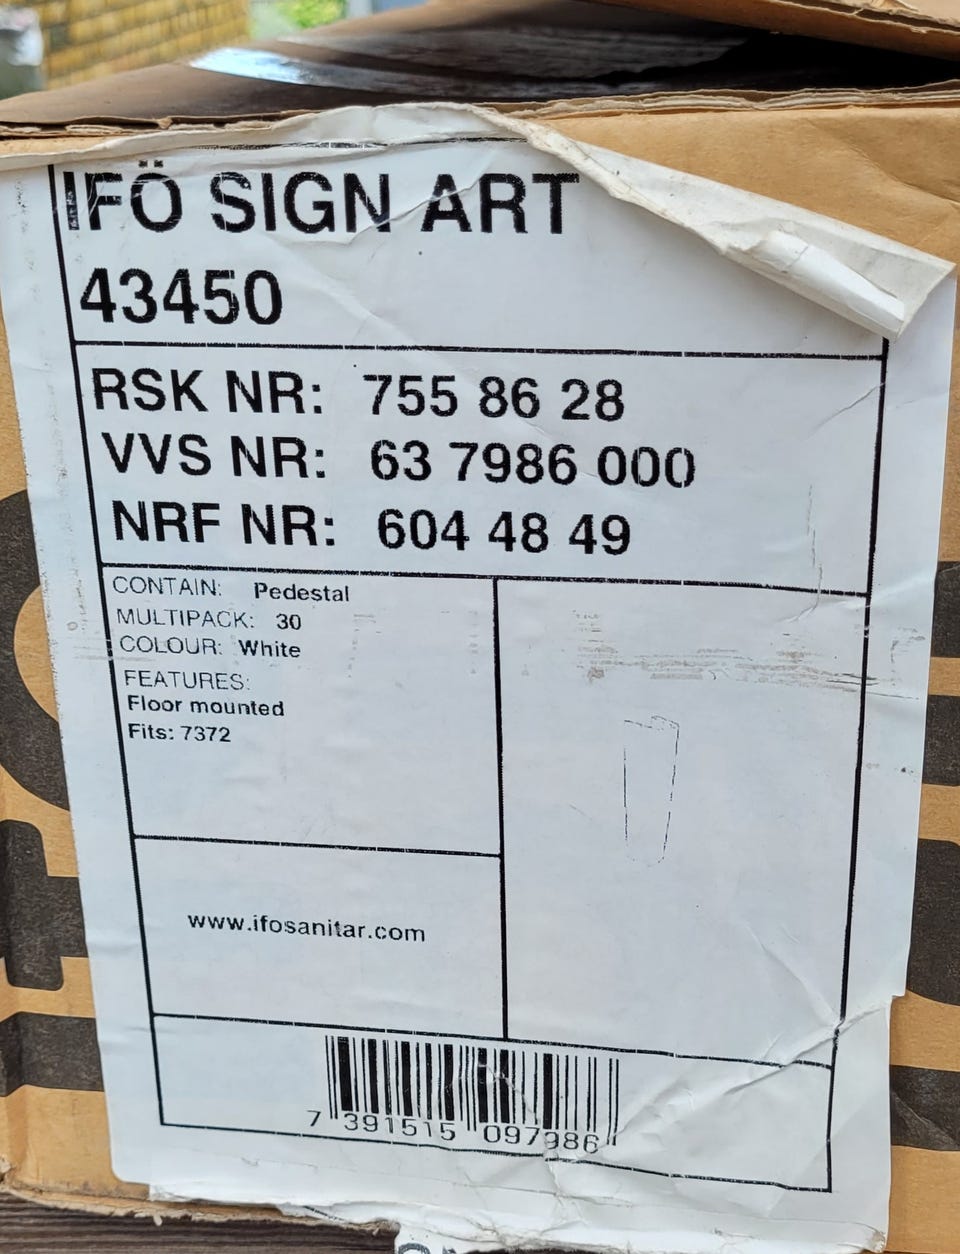 IFÖ SIGN ART
43450
RSK NR: 755 86 28
VVS NR: 63 7986 000
NRF NR: 604 48 49
CONTAIN: Pedestal
MULTIPACK: 30
COLOUR: White
FEATURES:
Floor mounted
Fits: 7372
www.ifosanitar.com
7 391515 097986